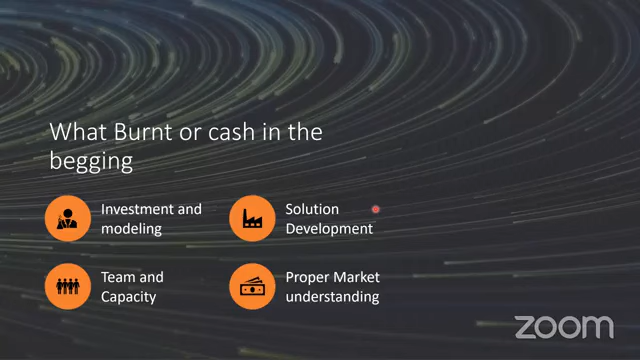 What Burnt or cash in the
begging
Investment and
modeling
Solution
Development
Team and
Capacity
Proper Market
understanding
zoom